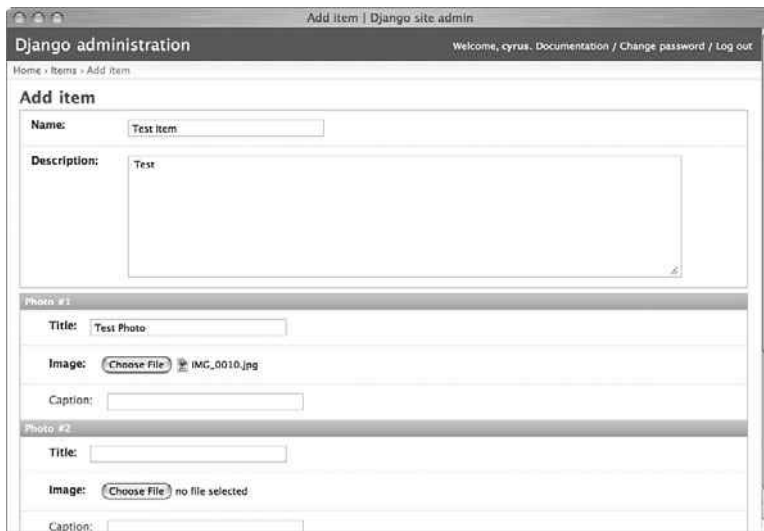 Add item | Django site admin
Django administration
Welcome, cyrus. Documentation / Change password / Log out
Home › Items › Add item
Add item
Name: Test Item
Description: Test
Photo #1
Title: Test Photo
Image: Choose File IMG_0010.jpg
Caption:
Photo #2
Title:
Image: Choose File no file selected
Caption: